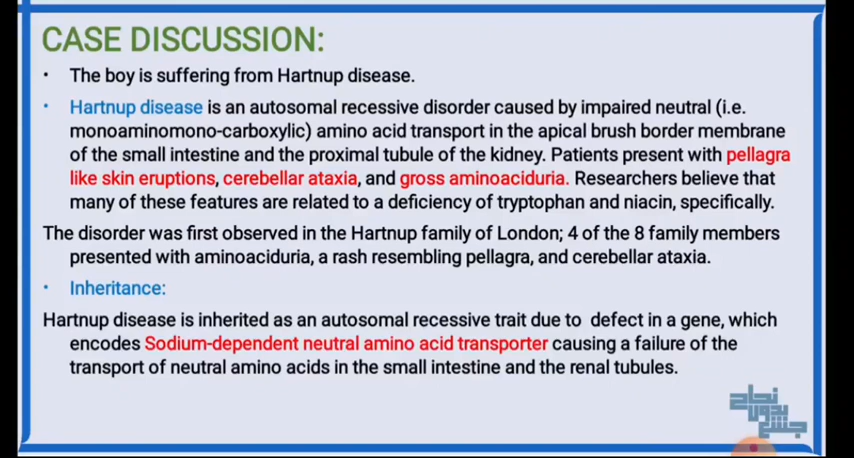 CASE DISCUSSION:
• The boy is suffering from Hartnup disease.
• Hartnup disease is an autosomal recessive disorder caused by impaired neutral (i.e.
monoaminomono-carboxylic) amino acid transport in the apical brush border membrane
of the small intestine and the proximal tubule of the kidney. Patients present with pellagra
like skin eruptions, cerebellar ataxia, and gross aminoaciduria. Researchers believe that
many of these features are related to a deficiency of tryptophan and niacin, specifically.
The disorder was first observed in the Hartnup family of London; 4 of the 8 family members
presented with aminoaciduria, a rash resembling pellagra, and cerebellar ataxia.
• Inheritance:
Hartnup disease is inherited as an autosomal recessive trait due to defect in a gene, which
encodes Sodium-dependent neutral amino acid transporter causing a failure of the
transport of neutral amino acids in the small intestine and the renal tubules.
نجاح
بدون